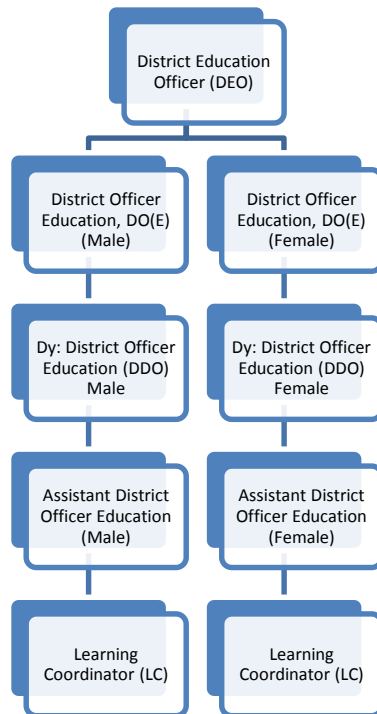 District Education
Officer (DEO)
District Officer
Education, DO(E)
(Male)
District Officer
Education, DO(E)
(Female)
Dy: District Officer
Education (DDO)
Male
Dy: District Officer
Education (DDO)
Female
Assistant District
Officer Education
(Male)
Assistant District
Officer Education
(Female)
Learning
Coordinator (LC)
Learning
Coordinator (LC)